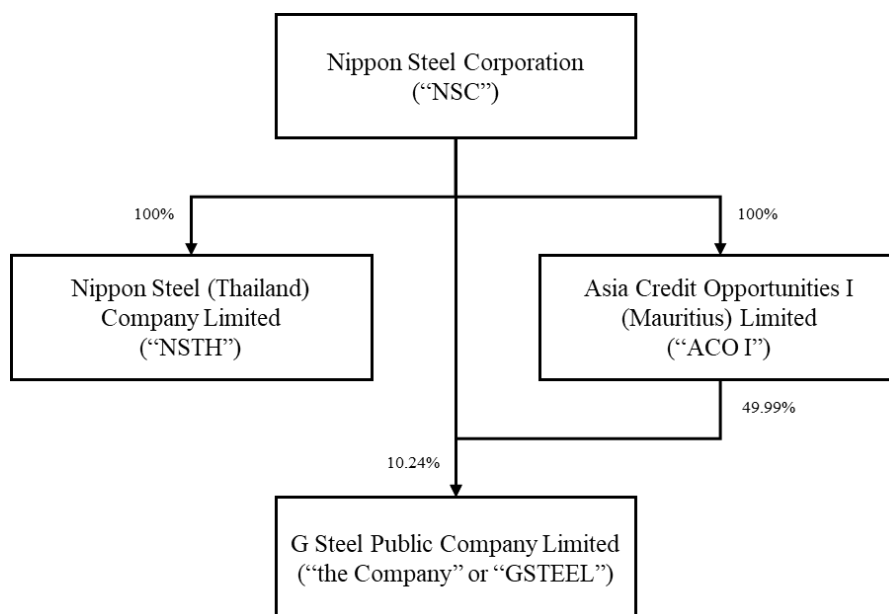 Nippon Steel Corporation
(“NSC”)
100%
100%
Nippon Steel (Thailand)
Company Limited
(“NSTH”)
Asia Credit Opportunities I
(Mauritius) Limited
(“ACO I”)
49.99%
10.24%
G Steel Public Company Limited
(“the Company” or “GSTEEL”)